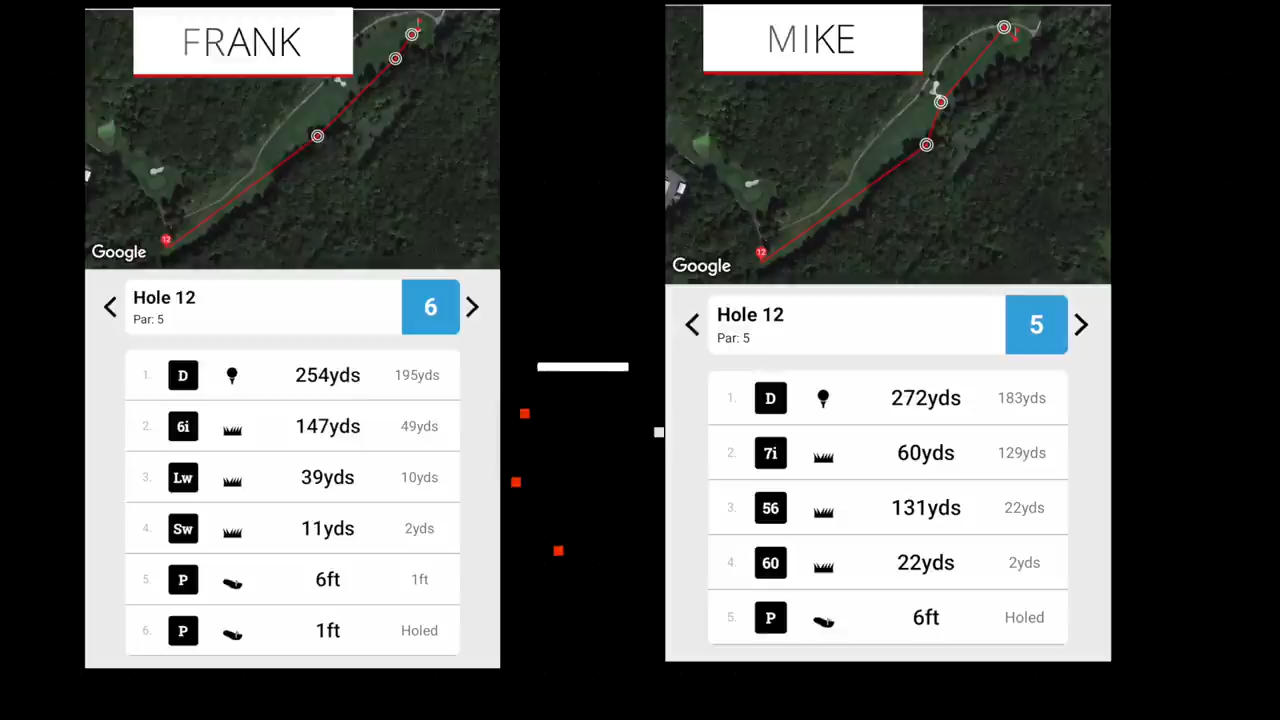 FRANK
12
Google
Hole 12
Par: 5
6
1. D 254yds 195yds
2. 6i 147yds 49yds
3. Lw 39yds 10yds
4. Sw 11yds 2yds
5. P 6ft 1ft
6. P 1ft Holed
MIKE
12
Google
Hole 12
Par: 5
5
1. D 272yds 183yds
2. 7i 60yds 129yds
3. 56 131yds 22yds
4. 60 22yds 2yds
5. P 6ft Holed